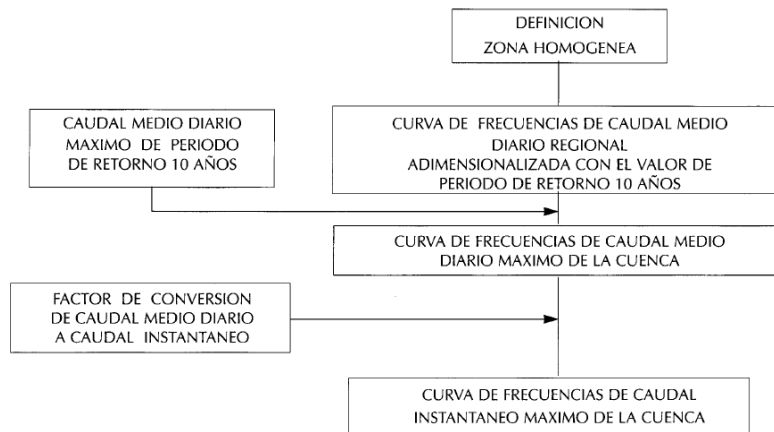 DEFINICION
ZONA HOMOGENEA
CAUDAL MEDIO DIARIO
MAXIMO DE PERIODO
DE RETORNO 10 AÑOS
CURVA DE FRECUENCIAS DE CAUDAL MEDIO
DIARIO REGIONAL
ADIMENSIONALIZADA CON EL VALOR DE
PERIODO DE RETORNO 10 AÑOS
CURVA DE FRECUENCIAS DE CAUDAL MEDIO
DIARIO MAXIMO DE LA CUENCA
FACTOR DE CONVERSION
DE CAUDAL MEDIO DIARIO
A CAUDAL INSTANTANEO
CURVA DE FRECUENCIAS DE CAUDAL
INSTANTANEO MAXIMO DE LA CUENCA